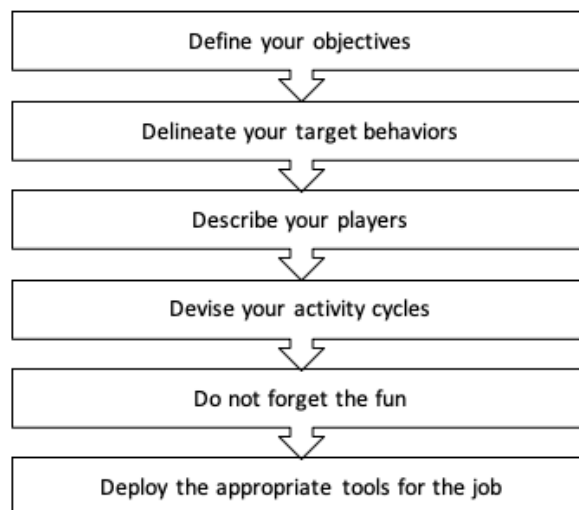 Define your objectives
Delineate your target behaviors
Describe your players
Devise your activity cycles
Do not forget the fun
Deploy the appropriate tools for the job